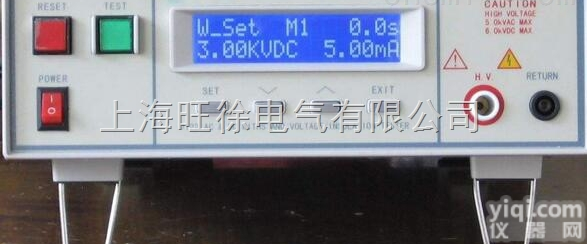 RESET
TEST
W_Set M1 0.0s
3.00KVDC 5.00mA
CAUTION
HIGH VOLTAGE
5.0kVAC MAX
6.0kVDC MAX
POWER
SET
EXIT
H.V.
RETURN
上海旺徐电气有限公司
yiqi.com
仪器网